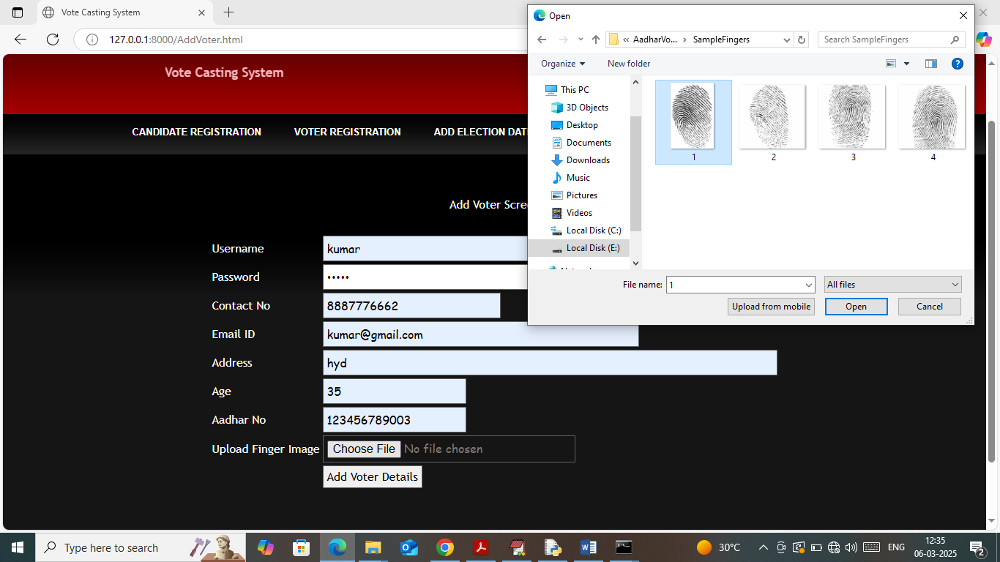 Vote Casting System
127.0.0.1:8000/AddVoter.html
Vote Casting System
CANDIDATE REGISTRATION VOTER REGISTRATION ADD ELECTION DAT
Add Voter Scre
Username kumar
Password •••••
Contact No 8887776662
Email ID kumar@gmail.com
Address hyd
Age 35
Aadhar No 123456789003
Upload Finger Image Choose File No file chosen
Add Voter Details
Open
« AadharVo... › SampleFingers Search SampleFingers
Organize New folder
This PC
3D Objects
Desktop
Documents
Downloads
Music
Pictures
Videos
Local Disk (C:)
Local Disk (E:)
1 2 3 4
File name: 1 All files
Upload from mobile Open Cancel
Type here to search
30°C ENG 12:35
06-03-2025
2